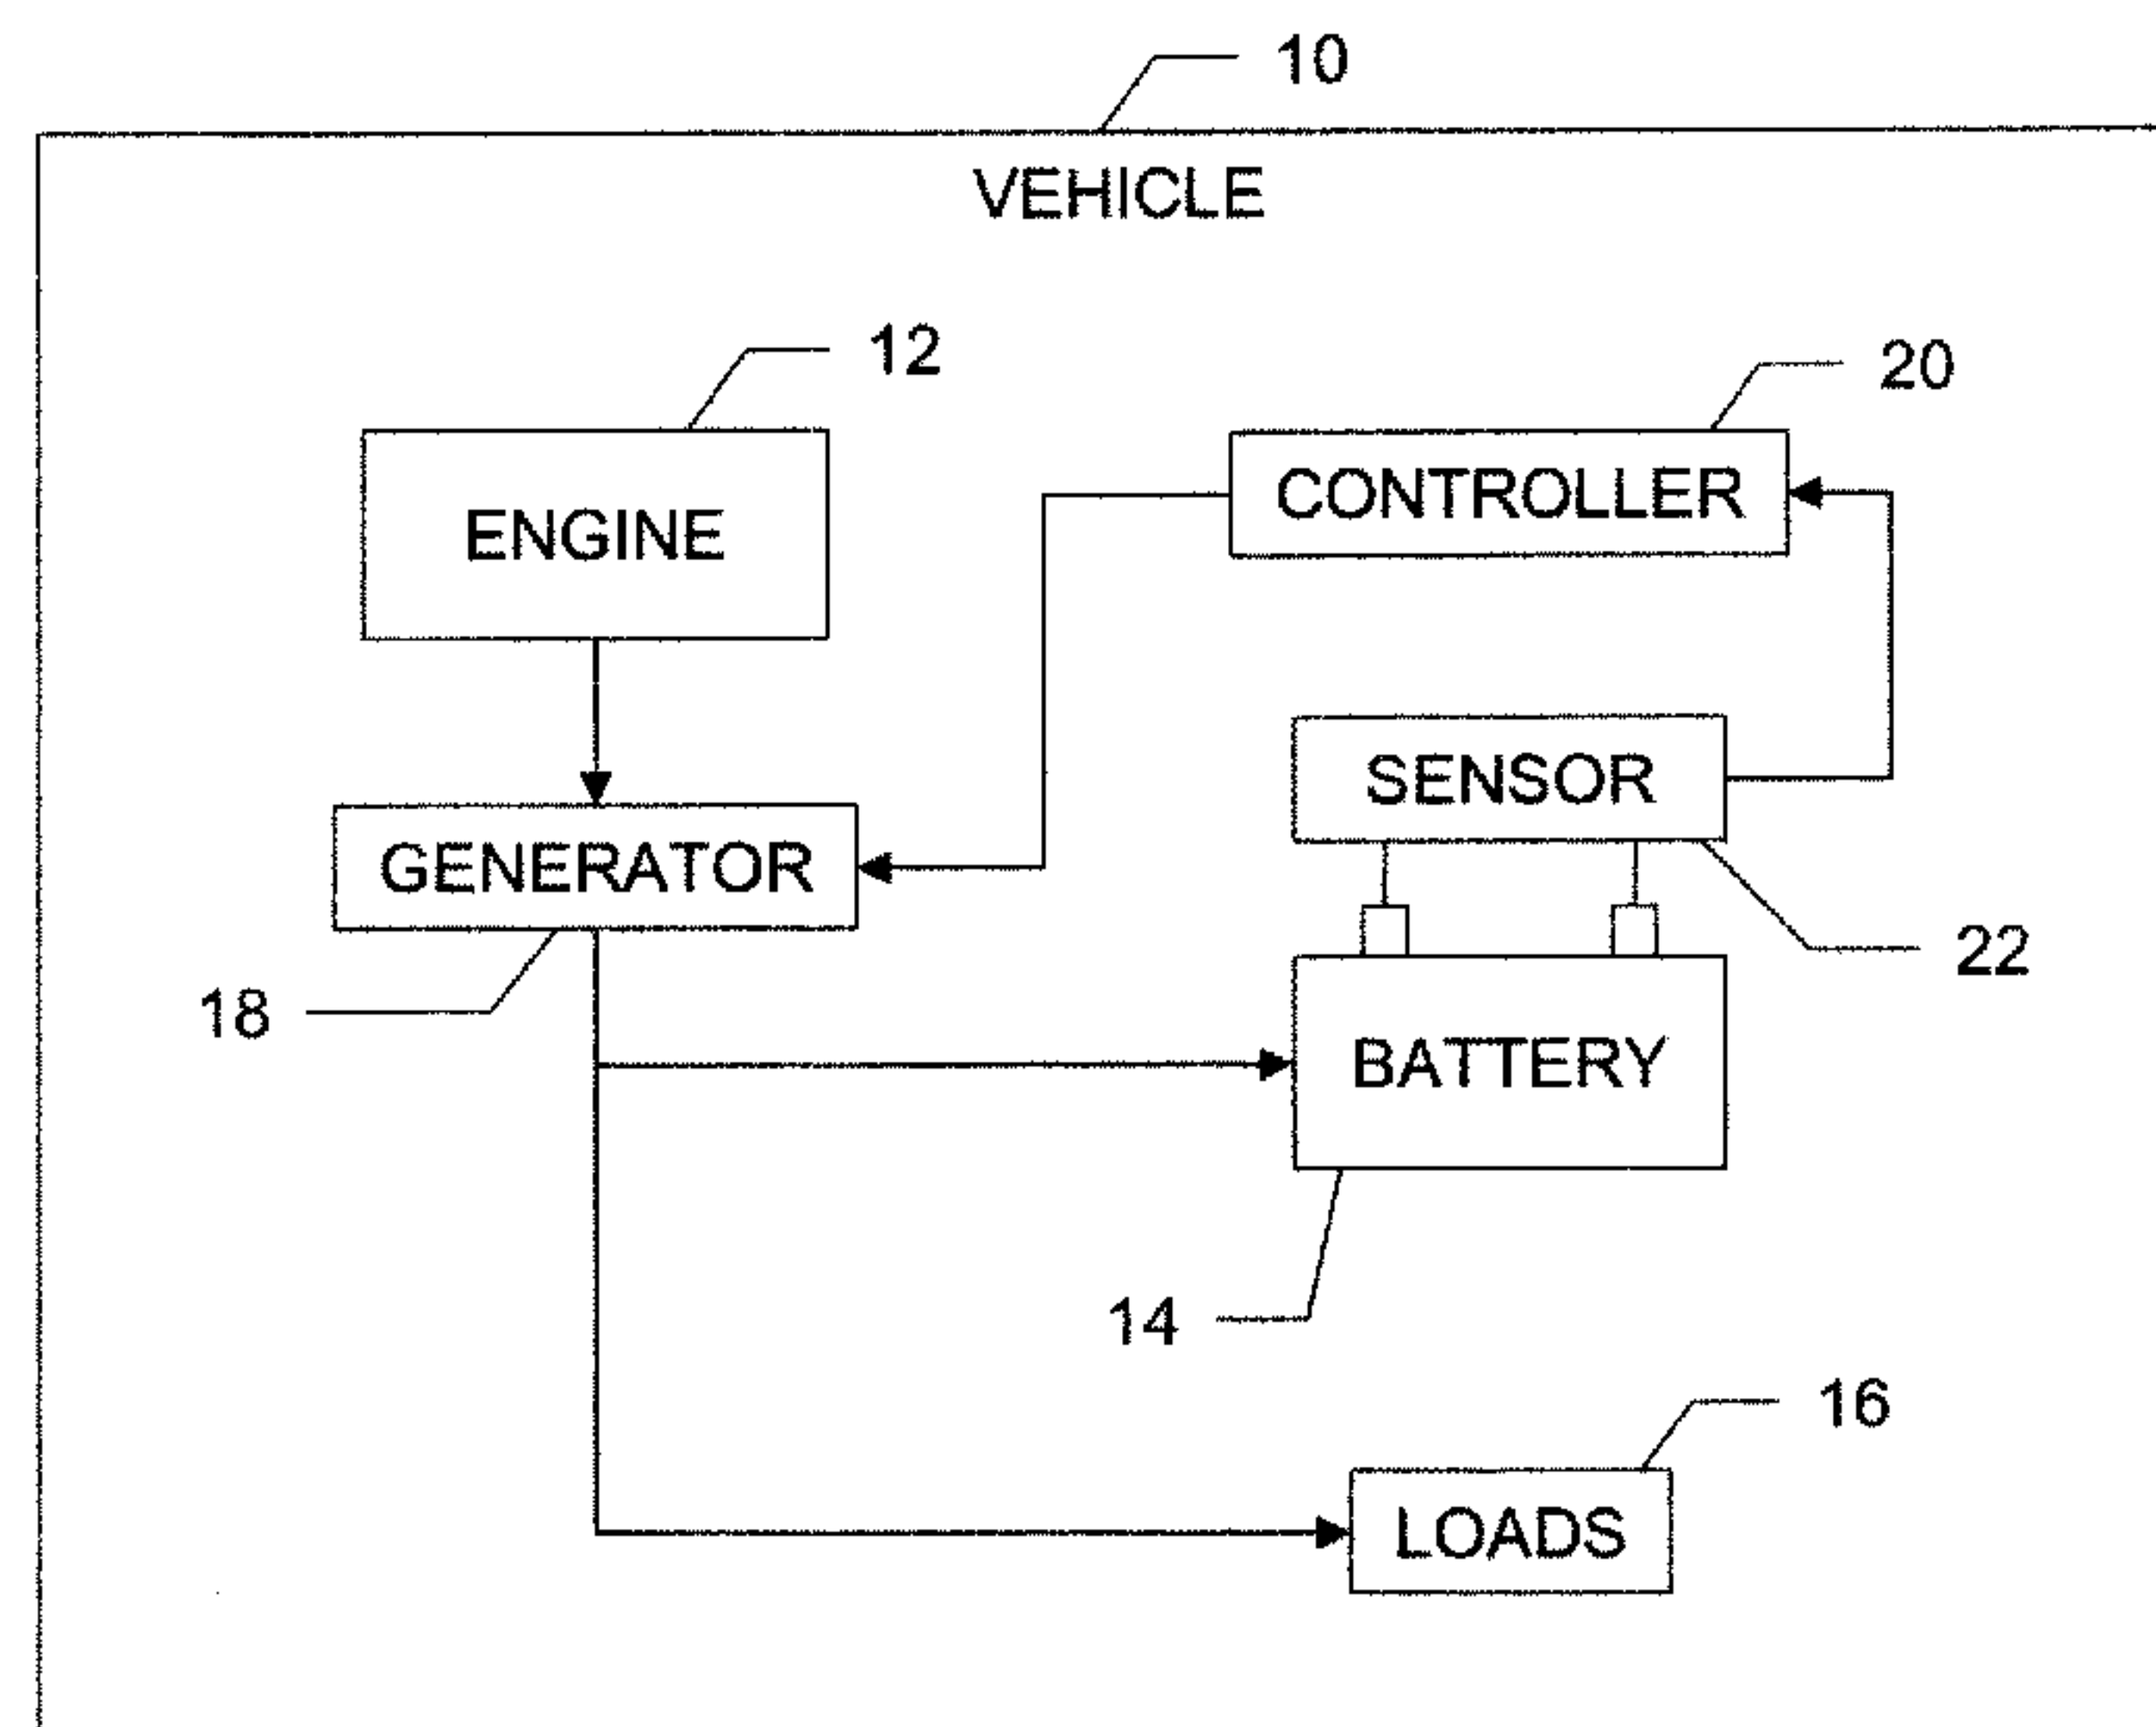 10
VEHICLE
12
20
ENGINE
CONTROLLER
SENSOR
GENERATOR
22
18
BATTERY
14
16
LOADS